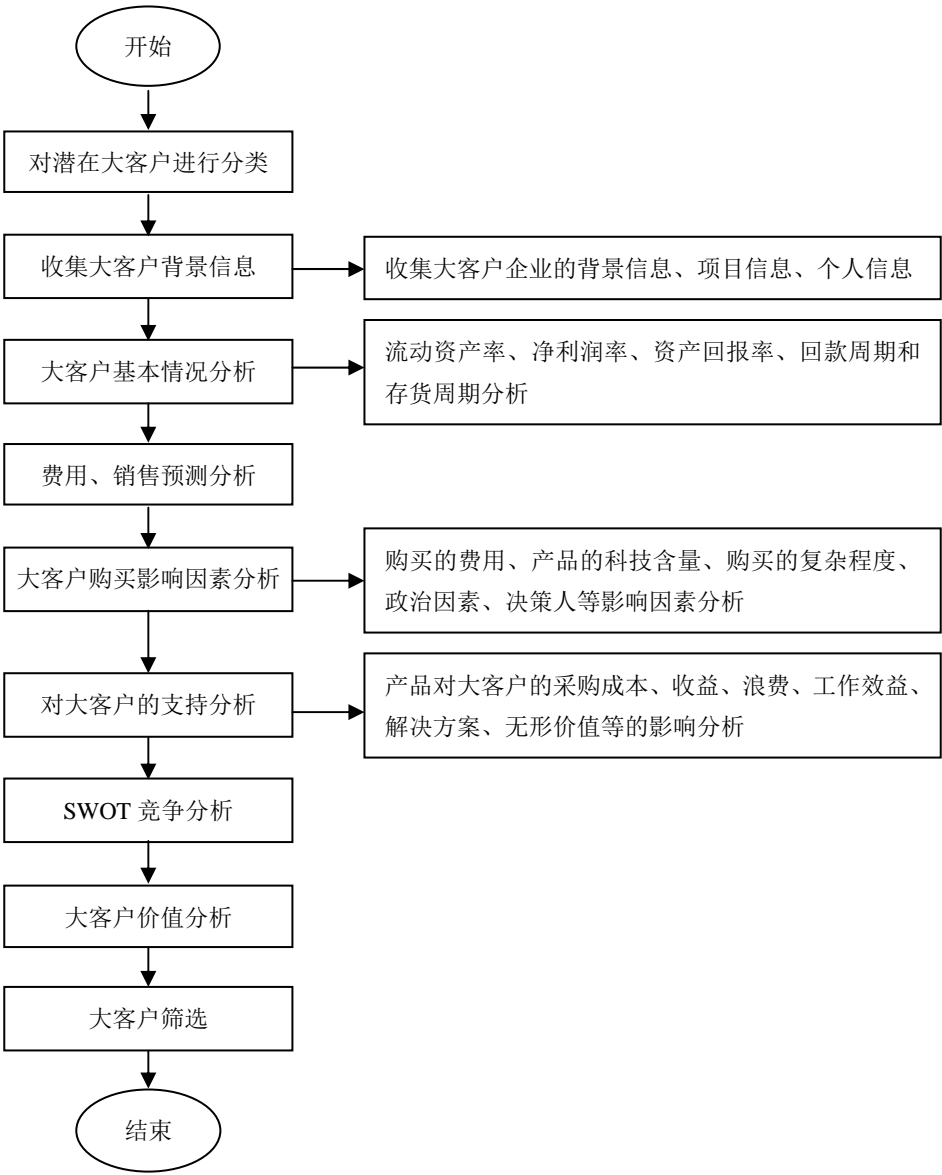 开始
对潜在大客户进行分类
收集大客户背景信息
收集大客户企业的背景信息、项目信息、个人信息
大客户基本情况分析
流动资产率、净利润率、资产回报率、回款周期和
存货周期分析
费用、销售预测分析
大客户购买影响因素分析
购买的费用、产品的科技含量、购买的复杂程度、
政治因素、决策人等影响因素分析
对大客户的支持分析
产品对大客户的采购成本、收益、浪费、工作效益、
解决方案、无形价值等的影响分析
SWOT 竞争分析
大客户价值分析
大客户筛选
结束